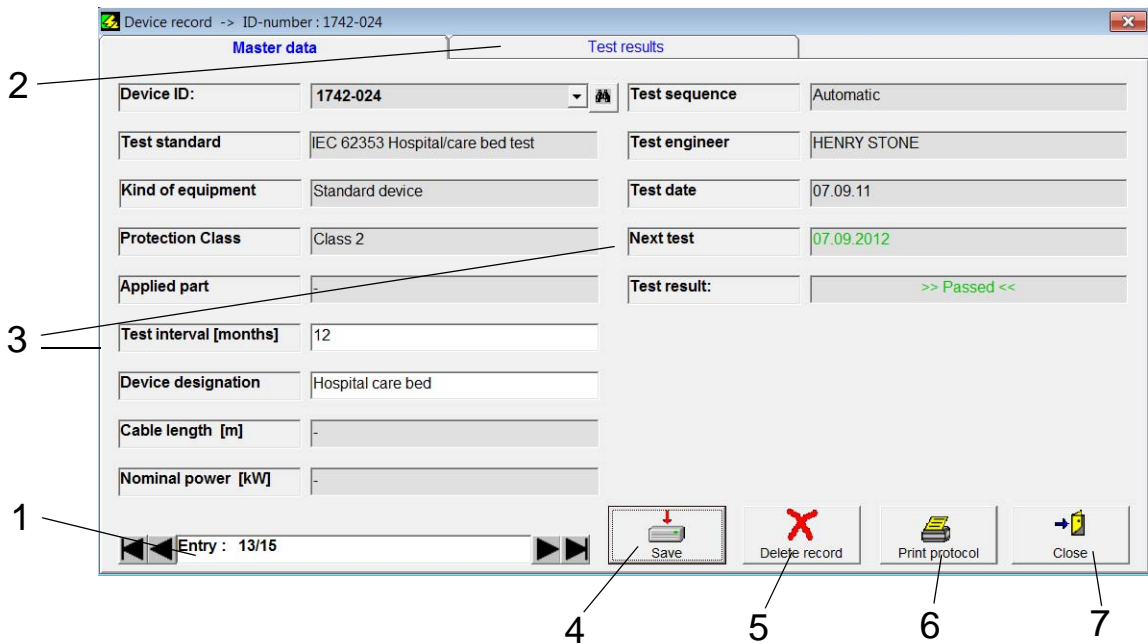 Device record -> ID-number : 1742-024
Master data
Test results
2
Device ID:
1742-024
Test sequence
Automatic
Test standard
IEC 62353 Hospital/care bed test
Test engineer
HENRY STONE
Kind of equipment
Standard device
Test date
07.09.11
Protection Class
Class 2
Next test
07.09.2012
Applied part
-
Test result:
>> Passed <<
3
Test interval [months]
12
Device designation
Hospital care bed
Cable length [m]
-
Nominal power [kW]
-
1
Entry : 13/15
Save
Delete record
Print protocol
Close
4
5
6
7